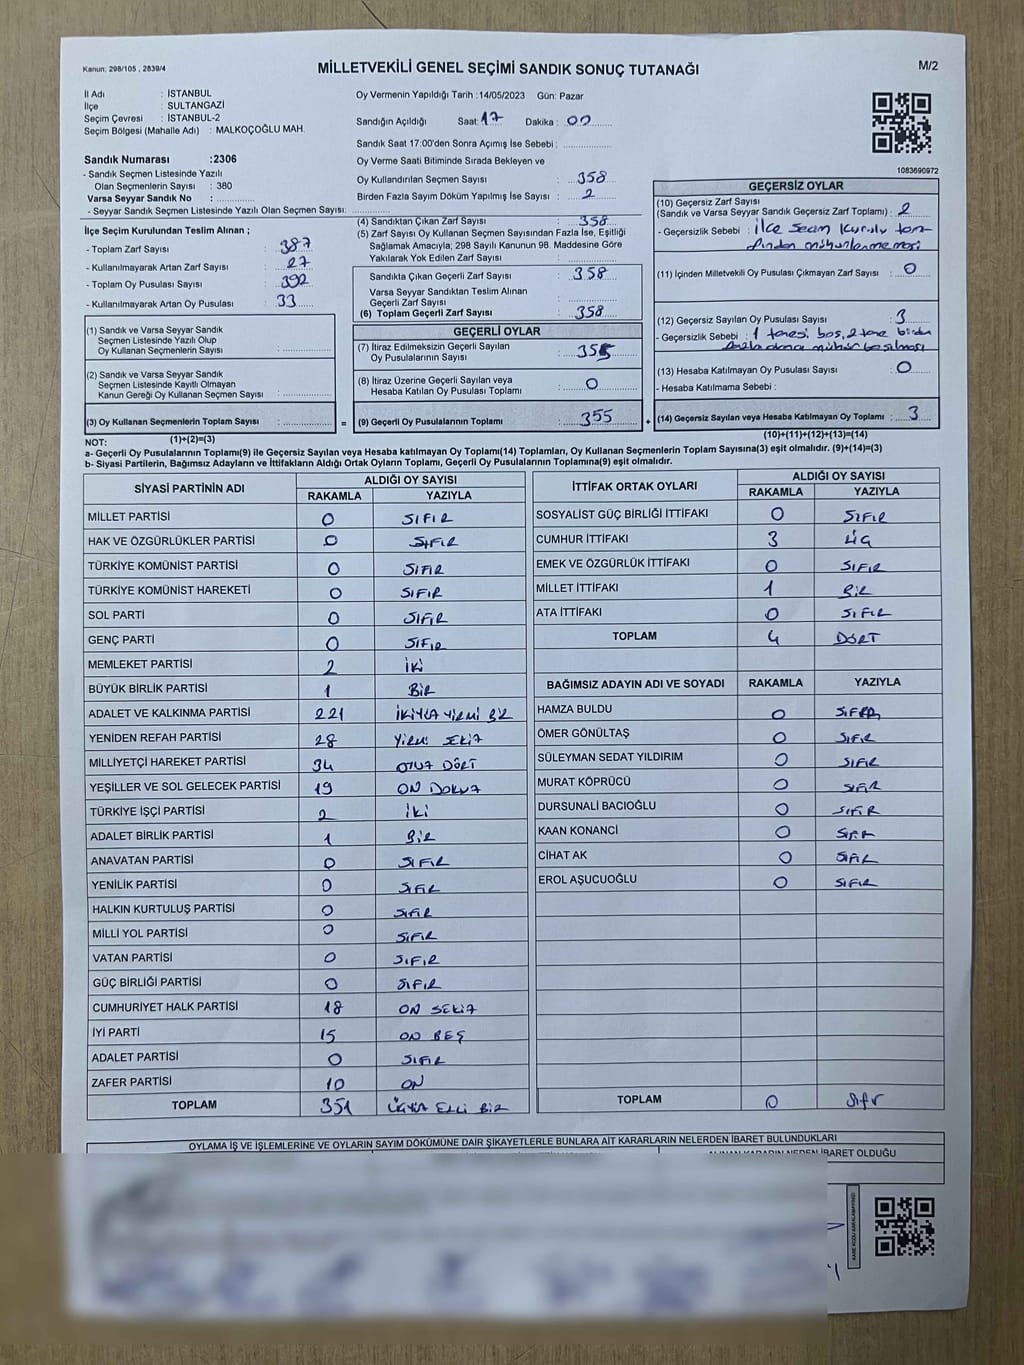 Kanun: 298/105 , 2839/4
MİLLETVEKİLİ GENEL SEÇİMİ SANDIK SONUÇ TUTANAĞI
M/2
İl Adı : İSTANBUL
İlçe : SULTANGAZİ
Seçim Çevresi : İSTANBUL-2
Seçim Bölgesi (Mahalle Adı) : MALKOÇOĞLU MAH.
Sandık Numarası :2306
- Sandık Seçmen Listesinde Yazılı
Olan Seçmenlerin Sayısı : 380
Varsa Seyyar Sandık No :
- Seyyar Sandık Seçmen Listesinde Yazılı Olan Seçmen Sayısı:
İlçe Seçim Kurulundan Teslim Alınan ;
- Toplam Zarf Sayısı : 387
- Kullanılmayarak Artan Zarf Sayısı : 27
- Toplam Oy Pusulası Sayısı : 392
- Kullanılmayarak Artan Oy Pusulası : 33
(1) Sandık ve Varsa Seyyar Sandık
Seçmen Listesinde Yazılı Olup
Oy Kullanan Seçmenlerin Sayısı :
(2) Sandık ve Varsa Seyyar Sandık
Seçmen Listesinde Kayıtlı Olmayan
Kanun Gereği Oy Kullanan Seçmen Sayısı :
(3) Oy Kullanan Seçmenlerin Toplam Sayısı : =
(1)+(2)=(3)
Oy Vermenin Yapıldığı Tarih :14/05/2023 Gün: Pazar
Sandığın Açıldığı Saat: 17 Dakika : 00
Sandık Saat 17:00'den Sonra Açımış İse Sebebi :
Oy Verme Saati Bitiminde Sırada Bekleyen ve
Oy Kullandırılan Seçmen Sayısı : 358
Birden Fazla Sayım Döküm Yapılmış İse Sayısı : 2
(4) Sandıktan Çıkan Zarf Sayısı : 358
(5) Zarf Sayısı Oy Kullanan Seçmen Sayısından Fazla İse, Eşitliği
Sağlamak Amacıyla; 298 Sayılı Kanunun 98. Maddesine Göre
Yakılarak Yok Edilen Zarf Sayısı :
Sandıkta Çıkan Geçerli Zarf Sayısı : 358
Varsa Seyyar Sandıktan Teslim Alınan
Geçerli Zarf Sayısı :
(6) Toplam Geçerli Zarf Sayısı : 358
GEÇERLİ OYLAR
(7) İtiraz Edilmeksizin Geçerli Sayılan
Oy Pusulalarının Sayısı : 355
(8) İtiraz Üzerine Geçerli Sayılan veya
Hesaba Katılan Oy Pusulaları Toplamı : 0
(9) Geçerli Oy Pusulalarının Toplamı : 355 +
1083690972
GEÇERSİZ OYLAR
(10) Geçersiz Zarf Sayısı
(Sandık ve Varsa Seyyar Sandık Geçersiz Zarf Toplamı) : 2
- Geçersizlik Sebebi : İlce Secim Kurulu tara-
fından mühürlenmemesi
(11) İçinden Milletvekili Oy Pusulası Çıkmayan Zarf Sayısı : 0
(12) Geçersiz Sayılan Oy Pusulası Sayısı : 3
- Geçersizlik Sebebi : 1 tanesi boş, 2 tane birden
fazla alana mühür basılması
(13) Hesaba Katılmayan Oy Pusulası Sayısı : 0
- Hesaba Katılmama Sebebi :
(14) Geçersiz Sayılan veya Hesaba Katılmayan Oy Toplamı : 3
(10)+(11)+(12)+(13)=(14)
NOT:
a- Geçerli Oy Pusulalarının Toplamı(9) ile Geçersiz Sayılan veya Hesaba katılmayan Oy Toplamı(14) Toplamları, Oy Kullanan Seçmenlerin Toplam Sayısına(3) eşit olmalıdır. (9)+(14)=(3)
b- Siyasi Partilerin, Bağımsız Adayların ve İttifakların Aldığı Ortak Oyların Toplamı, Geçerli Oy Pusulalarının Toplamına(9) eşit olmalıdır.
SİYASİ PARTİNİN ADI ALDIĞI OY SAYISI
RAKAMLA YAZIYLA
MİLLET PARTİSİ 0 SIFIR
HAK VE ÖZGÜRLÜKLER PARTİSİ 0 SIFIR
TÜRKİYE KOMÜNİST PARTİSİ 0 SIFIR
TÜRKİYE KOMÜNİST HAREKETİ 0 SIFIR
SOL PARTİ 0 SIFIR
GENÇ PARTİ 0 SIFIR
MEMLEKET PARTİSİ 2 İKİ
BÜYÜK BİRLİK PARTİSİ 1 BİR
ADALET VE KALKINMA PARTİSİ 221 İKİYÜZ YİRMİ BİR
YENİDEN REFAH PARTİSİ 28 YİRMİ SEKİZ
MİLLİYETÇİ HAREKET PARTİSİ 34 OTUZ DÖRT
YEŞİLLER VE SOL GELECEK PARTİSİ 19 ON DOKUZ
TÜRKİYE İŞÇİ PARTİSİ 2 İKİ
ADALET BİRLİK PARTİSİ 1 BİR
ANAVATAN PARTİSİ 0 SIFIR
YENİLİK PARTİSİ 0 SIFIR
HALKIN KURTULUŞ PARTİSİ 0 SIFIR
MİLLİ YOL PARTİSİ 0 SIFIR
VATAN PARTİSİ 0 SIFIR
GÜÇ BİRLİĞİ PARTİSİ 0 SIFIR
CUMHURİYET HALK PARTİSİ 18 ON SEKİZ
İYİ PARTİ 15 ON BEŞ
ADALET PARTİSİ 0 SIFIR
ZAFER PARTİSİ 10 ON
TOPLAM 351 ÜÇYÜZ ELLİ BİR
İTTİFAK ORTAK OYLARI ALDIĞI OY SAYISI
RAKAMLA YAZIYLA
SOSYALİST GÜÇ BİRLİĞİ İTTİFAKI 0 SIFIR
CUMHUR İTTİFAKI 3 ÜÇ
EMEK VE ÖZGÜRLÜK İTTİFAKI 0 SIFIR
MİLLET İTTİFAKI 1 BİR
ATA İTTİFAKI 0 SIFIR
TOPLAM 4 DÖRT
BAĞIMSIZ ADAYIN ADI VE SOYADI RAKAMLA YAZIYLA
HAMZA BULDU 0 SIFIR
ÖMER GÖNÜLTAŞ 0 SIFIR
SÜLEYMAN SEDAT YILDIRIM 0 SIFIR
MURAT KÖPRÜCÜ 0 SIFIR
DURSUNALİ BACIOĞLU 0 SIFIR
KAAN KONANCİ 0 SIFIR
CİHAT AK 0 SIFIR
EROL AŞUCUOĞLU 0 SIFIR
TOPLAM 0 Sıfır
OYLAMA İŞ VE İŞLEMLERİNE VE OYLARIN SAYIM DÖKÜMÜNE DAİR ŞİKAYETLERLE BUNLARA AİT KARARLARIN NELERDEN İBARET BULUNDUKLARI
İBARET OLDUĞU